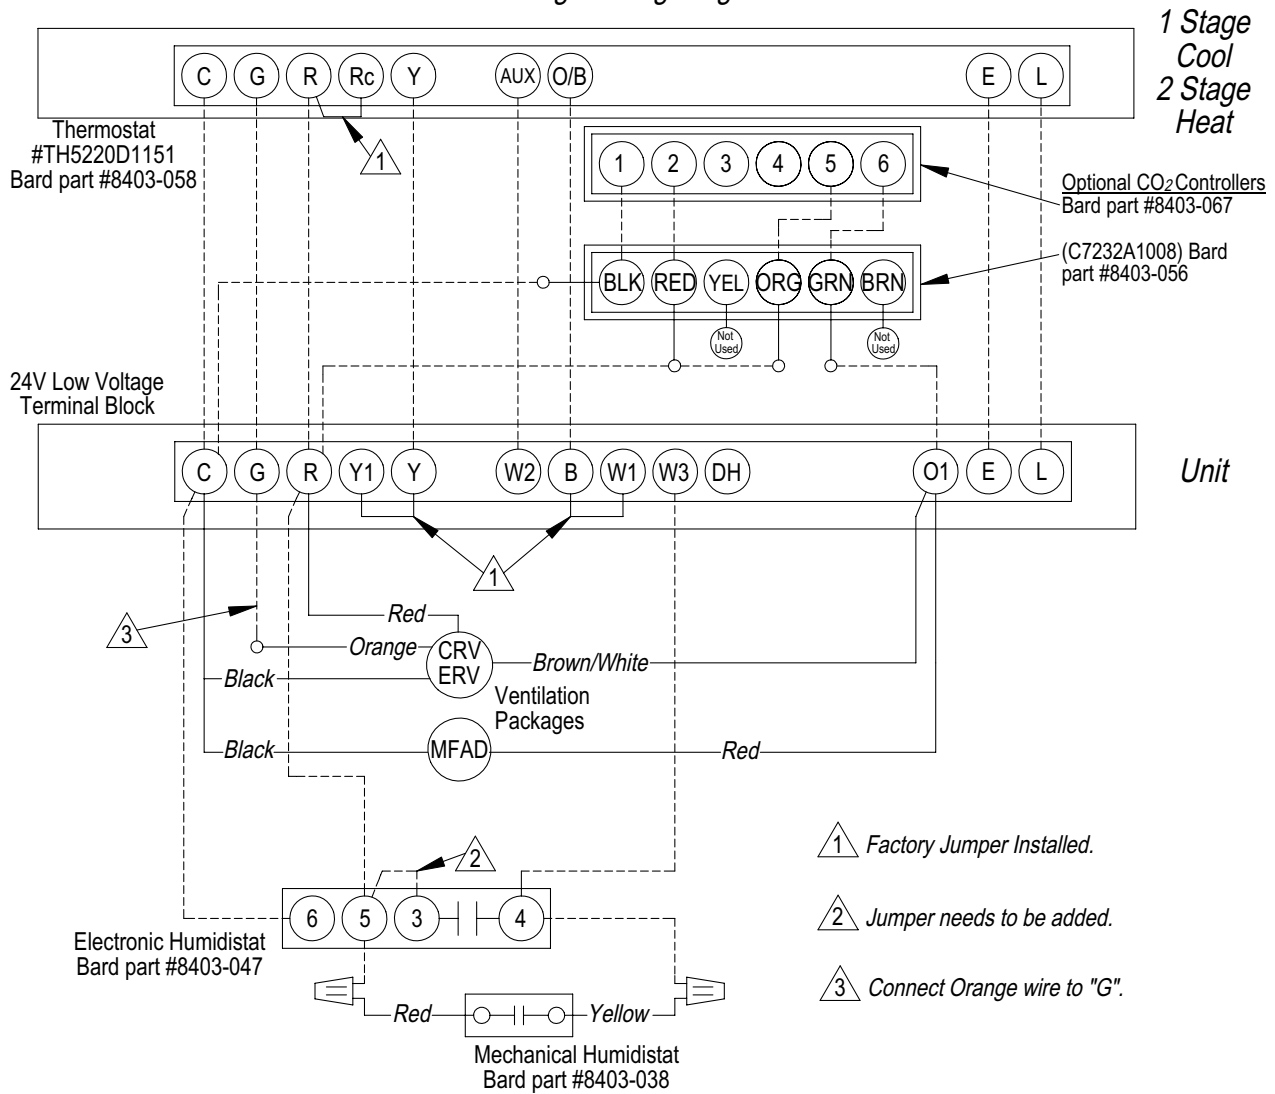 1 Stage
Cool
2 Stage
Heat
C G R Rc Y AUX O/B E L
Thermostat
#TH5220D1151
Bard part #8403-058
1
1 2 3 4 5 6
Optional CO2 Controllers
Bard part #8403-067
(C7232A1008) Bard
part #8403-056
BLK RED YEL ORG GRN BRN
Not
Used
Not
Used
24V Low Voltage
Terminal Block
C G R Y1 Y W2 B W1 W3 DH O1 E L
Unit
1
3
Red
Orange
CRV
ERV
Brown/White
Black
Ventilation
Packages
Black
MFAD
Red
2
1 Factory Jumper Installed.
2 Jumper needs to be added.
3 Connect Orange wire to "G".
6 5 3 4
Electronic Humidistat
Bard part #8403-047
Red
Yellow
Mechanical Humidistat
Bard part #8403-038